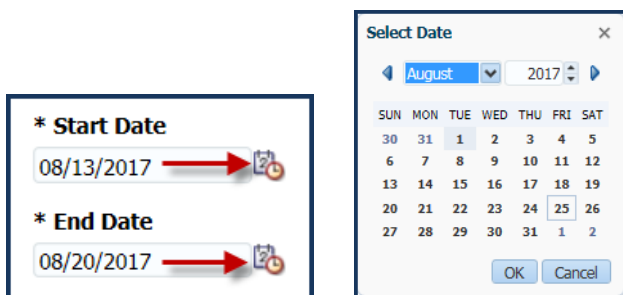 * Start Date
08/13/2017
* End Date
08/20/2017
Select Date
August 2017
SUN MON TUE WED THU FRI SAT
30 31 1 2 3 4 5
6 7 8 9 10 11 12
13 14 15 16 17 18 19
20 21 22 23 24 25 26
27 28 29 30 31 1 2
OK Cancel